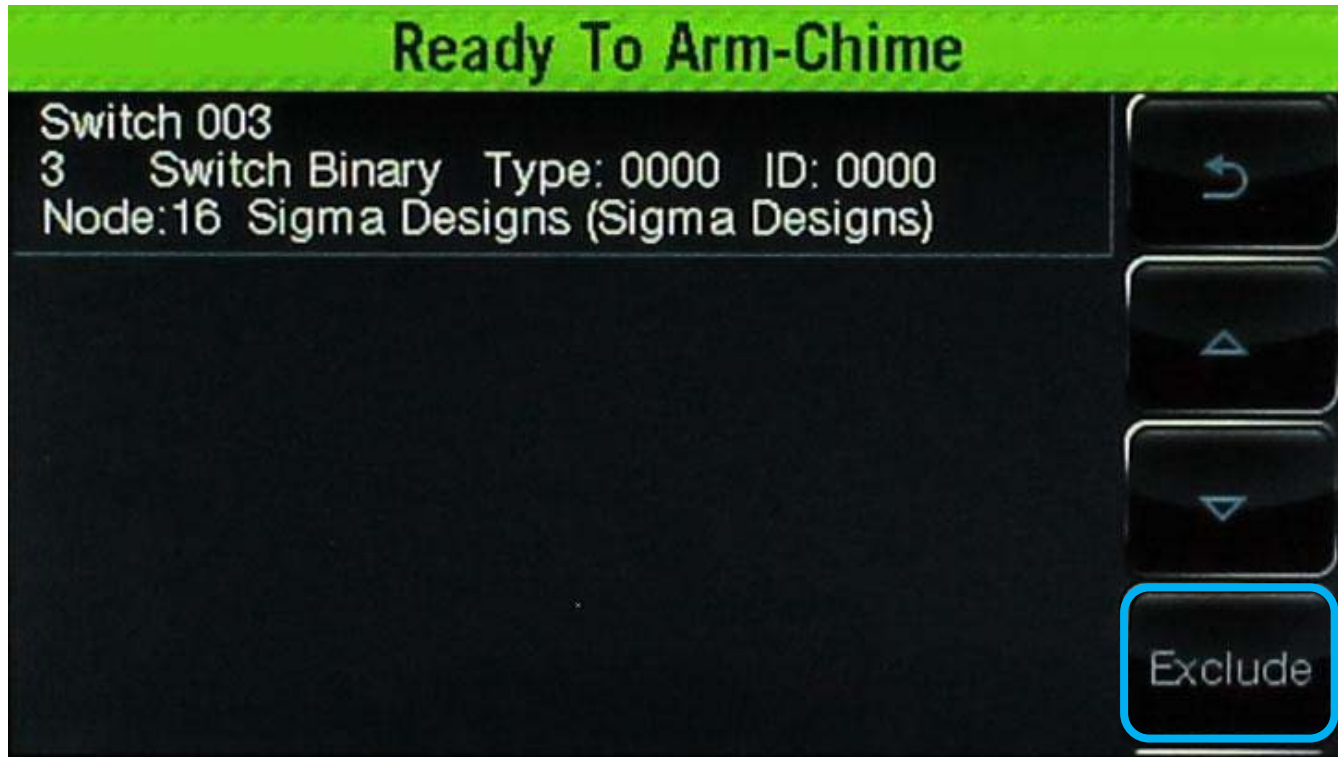 Ready To Arm-Chime
Switch 003
3 Switch Binary Type: 0000 ID: 0000
Node:16 Sigma Designs (Sigma Designs)
Exclude